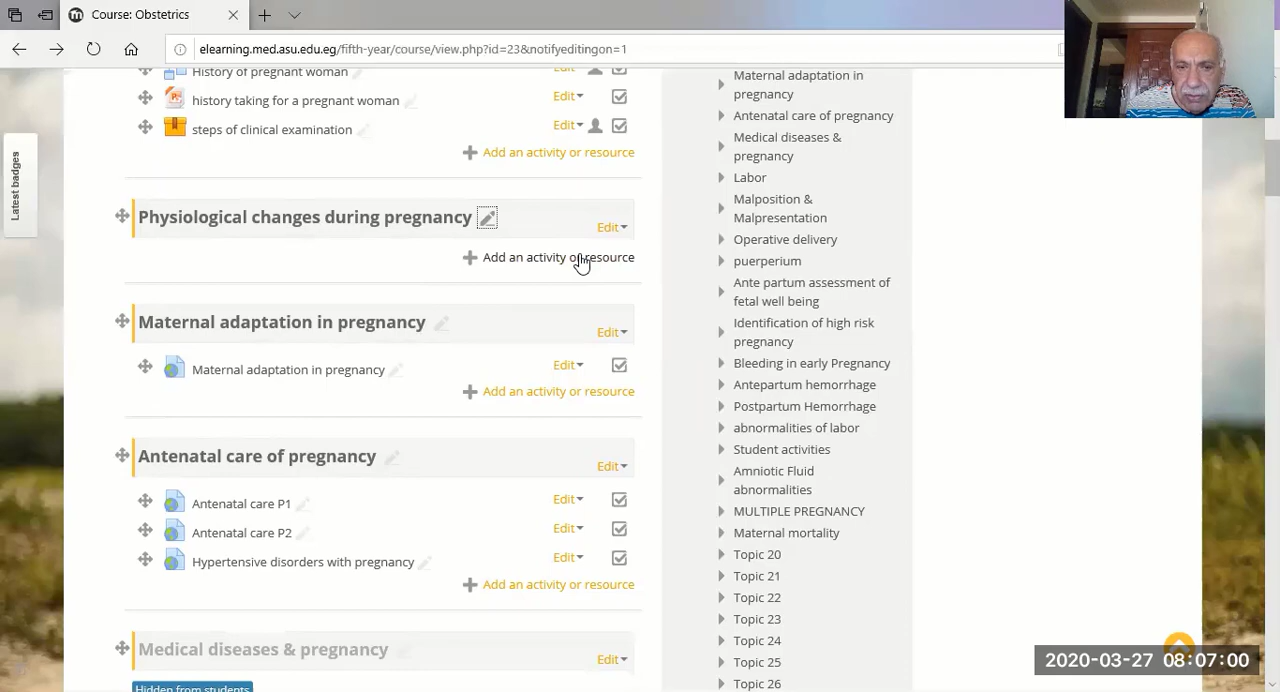 Course: Obstetrics
elearning.med.asu.edu.eg/fifth-year/course/view.php?id=23&notifyeditingon=1
Latest badges
History of pregnant woman
Edit
history taking for a pregnant woman
Edit
steps of clinical examination
Edit
Add an activity or resource
Physiological changes during pregnancy
Edit
Add an activity or resource
Maternal adaptation in pregnancy
Edit
Maternal adaptation in pregnancy
Edit
Add an activity or resource
Antenatal care of pregnancy
Edit
Antenatal care P1
Edit
Antenatal care P2
Edit
Hypertensive disorders with pregnancy
Edit
Add an activity or resource
Medical diseases & pregnancy
Edit
Hidden from students
Maternal adaptation in
pregnancy
Antenatal care of pregnancy
Medical diseases &
pregnancy
Labor
Malposition &
Malpresentation
Operative delivery
puerperium
Ante partum assessment of
fetal well being
Identification of high risk
pregnancy
Bleeding in early Pregnancy
Antepartum hemorrhage
Postpartum Hemorrhage
abnormalities of labor
Student activities
Amniotic Fluid
abnormalities
MULTIPLE PREGNANCY
Maternal mortality
Topic 20
Topic 21
Topic 22
Topic 23
Topic 24
Topic 25
Topic 26
2020-03-27 08:07:00